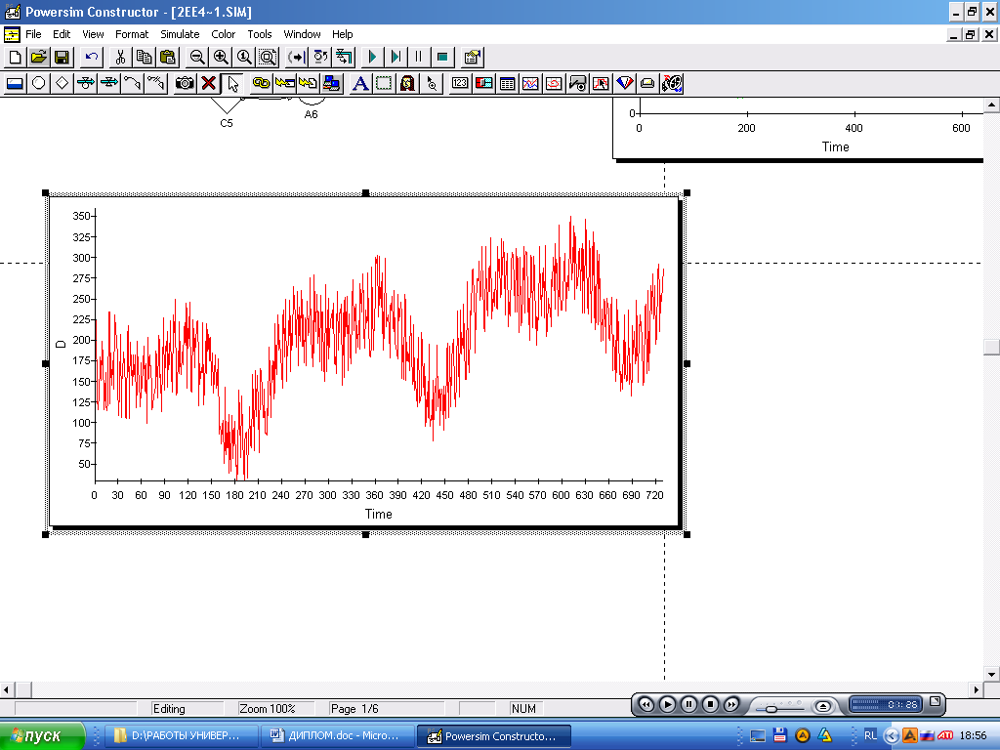 Powersim Constructor - [2EE4~1.SIM]
File Edit View Format Simulate Color Tools Window Help
A
123
C5
A6
0
0 200 400 600
Time
350
325
300
275
250
225
200
175
150
125
100
75
50
D
0 30 60 90 120 150 180 210 240 270 300 330 360 390 420 450 480 510 540 570 600 630 660 690 720
Time
Editing Zoom 100% Page 1/6 NUM
01:26
пуск D:\РАБОТЫ УНИВЕР... ДИПЛОМ.doc - Micro... Powersim Constructo... RL 18:56